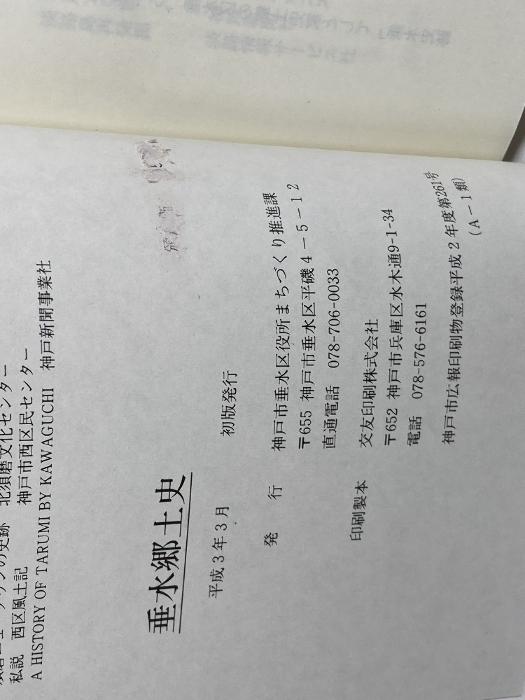 北須磨文化センター
私説 西区風土記 神戸市西区民センター
A HISTORY OF TARUMI BY KAWAGUCHI 神戸新聞事業社
垂水郷土史
平成3年3月 初版発行
発行 神戸市垂水区役所まちづくり推進課
〒655 神戸市垂水区平磯4-5-12
直通電話 078-706-0033
印刷製本 交友印刷株式会社
〒652 神戸市兵庫区水木通9-1-34
電話 078-576-6161
神戸市広報印刷物登録平成2年度第261号
(A-1類)